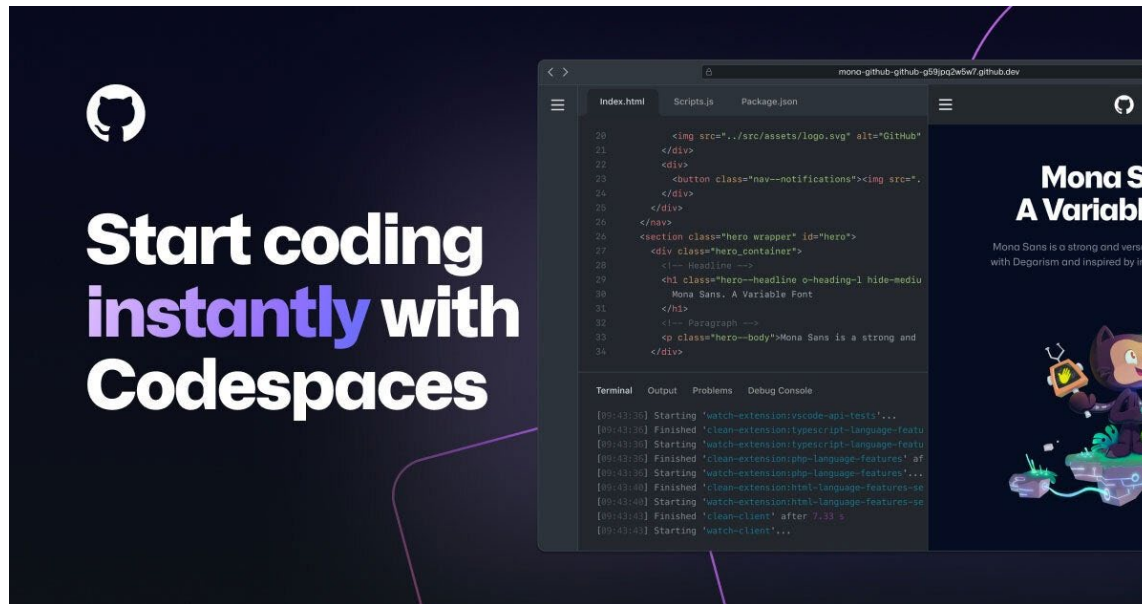 Start coding
instantly with
Codespaces
mona-github-github-g59jpq2w5w7.github.dev
Index.html
Scripts.js
Package.json
20 <img src="../src/assets/logo.svg" alt="GitHub"
21 </div>
22 <div>
23 <button class="nav--notifications"><img src=".
24 </div>
25 </div>
26 </nav>
26 <section class="hero wrapper" id="hero">
27 <div class="hero_container">
28 <!-- Headline -->
29 <h1 class="hero--headline o-heading-1 hide-mediu
30 Mona Sans. A Variable Font
31 </h1>
32 <!-- Paragraph -->
33 <p class="hero--body">Mona Sans is a strong and
34 </div>
Terminal Output Problems Debug Console
[09:43:36] Starting 'watch-extension:vscode-api-tests'...
[09:43:36] Finished 'clean-extension:typescript-language-featu
[09:43:36] Starting 'watch-extension:typescript-language-featu
[09:43:36] Finished 'clean-extension:php-language-features' af
[09:43:36] Starting 'watch-extension:php-language-features'...
[09:43:40] Finished 'clean-extension:html-language-features-se
[09:43:40] Starting 'watch-extension:html-language-features-se
[09:43:43] Finished 'clean-client' after 7.33 s
[09:43:43] Starting 'watch-client'...
Mona S
A Variabl
Mona Sans is a strong and vers
with Degarism and inspired by in